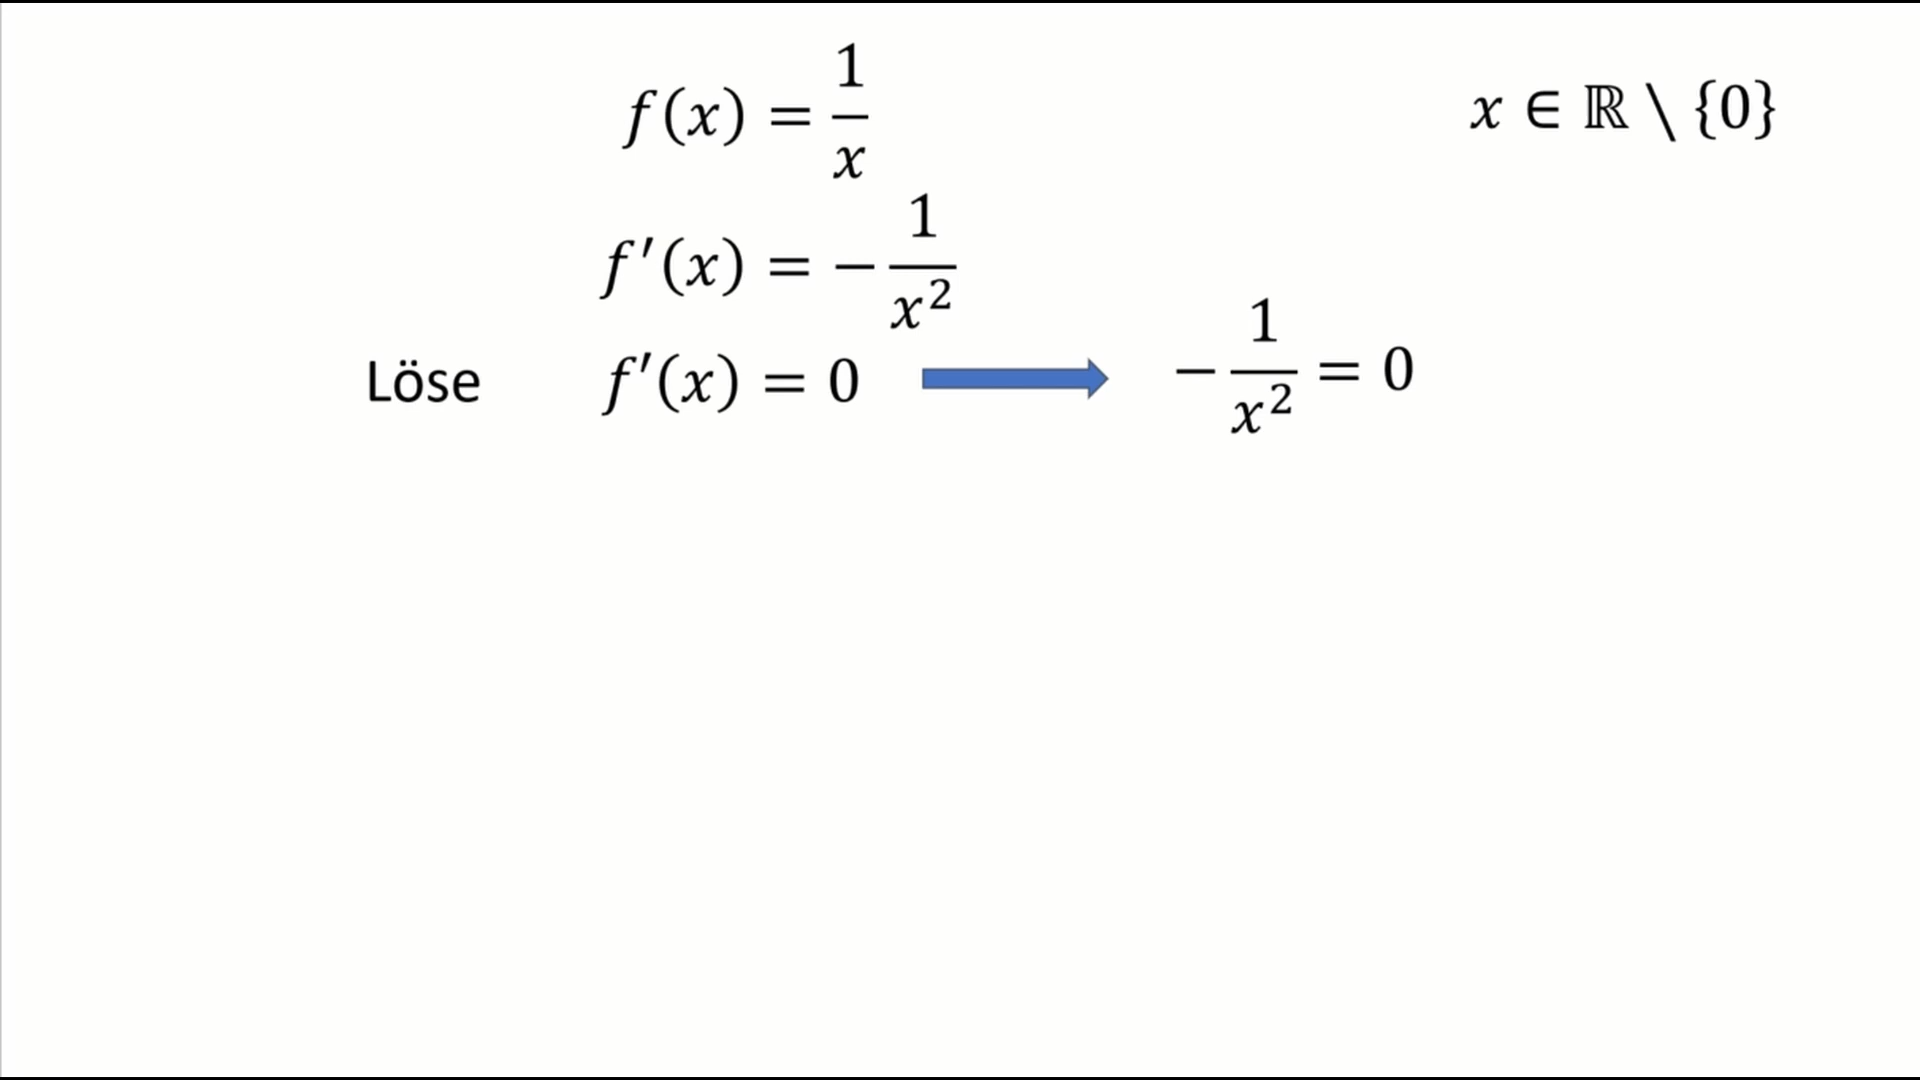 f(x) = 1/x    x ∈ ℝ \ {0}
f′(x) = − 1/x²
Löse f′(x) = 0    − 1/x² = 0